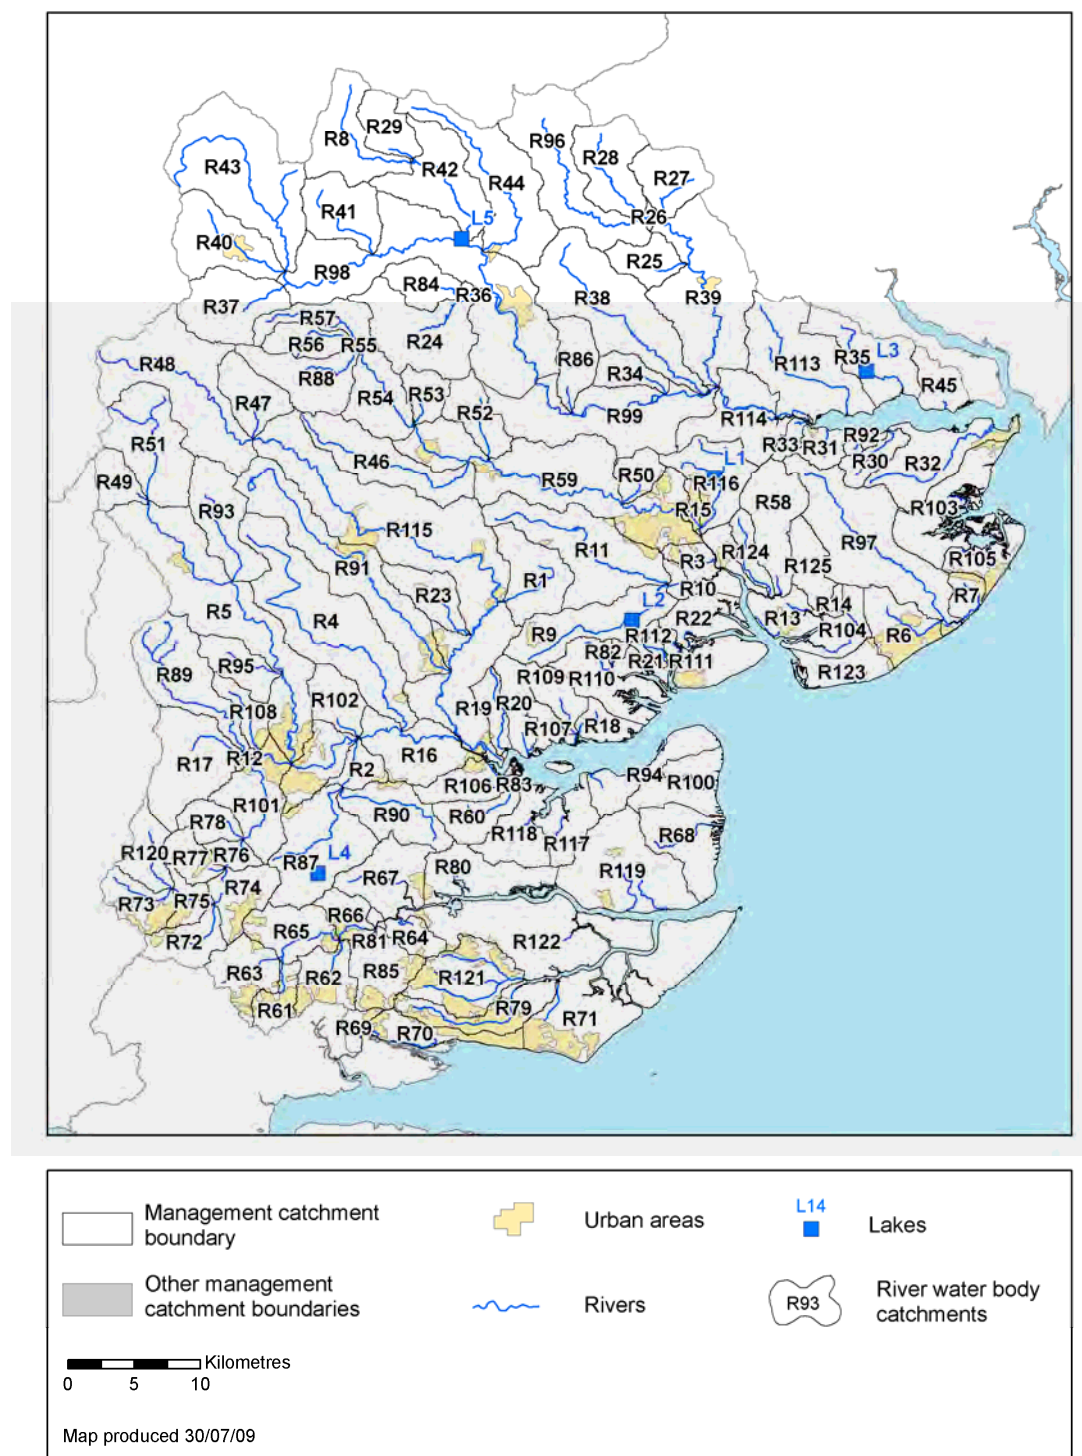 R29
R8
R96
R28
R43
R42
R44
R27
R41
L5
R26
R40
R98
R25
R84
R36
R38
R39
R37
R57
R56
R55
R24
R113
R35
L3
R48
R86
R34
R88
R45
R54
R53
R47
R52
R99
R114
R51
R33
R31
R92
R46
R59
R50
L1
R30
R32
R49
R116
R93
R15
R58
R103
R115
R11
R97
R91
R3
R124
R105
R1
R125
R10
R23
L2
R14
R7
R5
R4
R9
R112
R22
R13
R104
R6
R89
R95
R82
R21
R111
R109
R110
R123
R102
R108
R19
R20
R107
R18
R17
R12
R2
R16
R106
R83
R94
R100
R101
R90
R60
R78
R118
R117
R68
R120
R77
R76
R87
L4
R80
R67
R119
R73
R75
R74
R66
R65
R81
R64
R72
R122
R63
R62
R85
R121
R61
R79
R71
R69
R70
Management catchment
boundary
Urban areas
L14
Lakes
Other management
catchment boundaries
Rivers
R93
River water body
catchments
Kilometres
0 5 10
Map produced 30/07/09